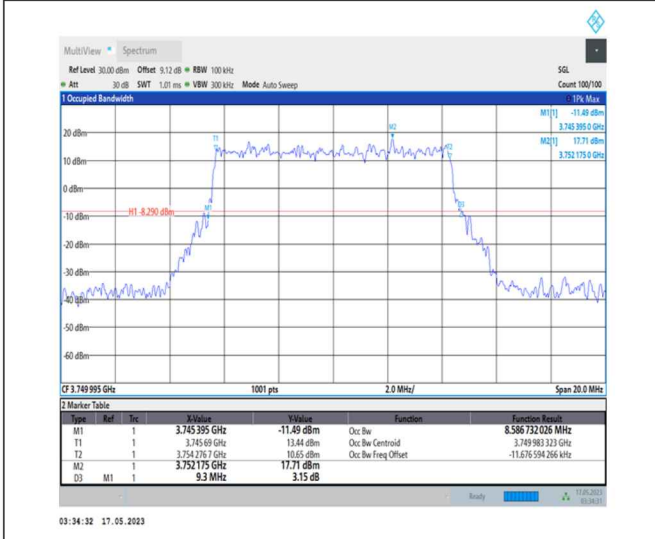 MultiView Spectrum
Ref Level 30.00 dBm Offset 9.12 dB RBW 100 kHz SGL
Att 30 dB SWT 1.01 ms VBW 300 kHz Mode Auto Sweep Count 100/100
1 Occupied Bandwidth 1Pk Max
M1[1] -11.49 dBm
3.745 395 0 GHz
M2[1] 17.71 dBm
3.752 175 0 GHz
M2
20 dBm
T1
T2
10 dBm
0 dBm
M1
D3
H1 -8.290 dBm
-10 dBm
-20 dBm
-30 dBm
-40 dBm
-50 dBm
-60 dBm
CF 3.749 995 GHz 1001 pts 2.0 MHz/ Span 20.0 MHz
2 Marker Table
Type Ref Trc X-Value Y-Value Function Function Result
M1 1 3.745 395 GHz -11.49 dBm Occ Bw 8.586 732 026 MHz
T1 1 3.745 69 GHz 13.44 dBm Occ Bw Centroid 3.749 983 323 GHz
T2 1 3.754 276 7 GHz 10.65 dBm Occ Bw Freq Offset -11.676 594 266 kHz
M2 1 3.752 175 GHz 17.71 dBm
D3 M1 1 9.3 MHz 3.15 dB
Ready 17.05.2023
03:34:31
03:34:32 17.05.2023